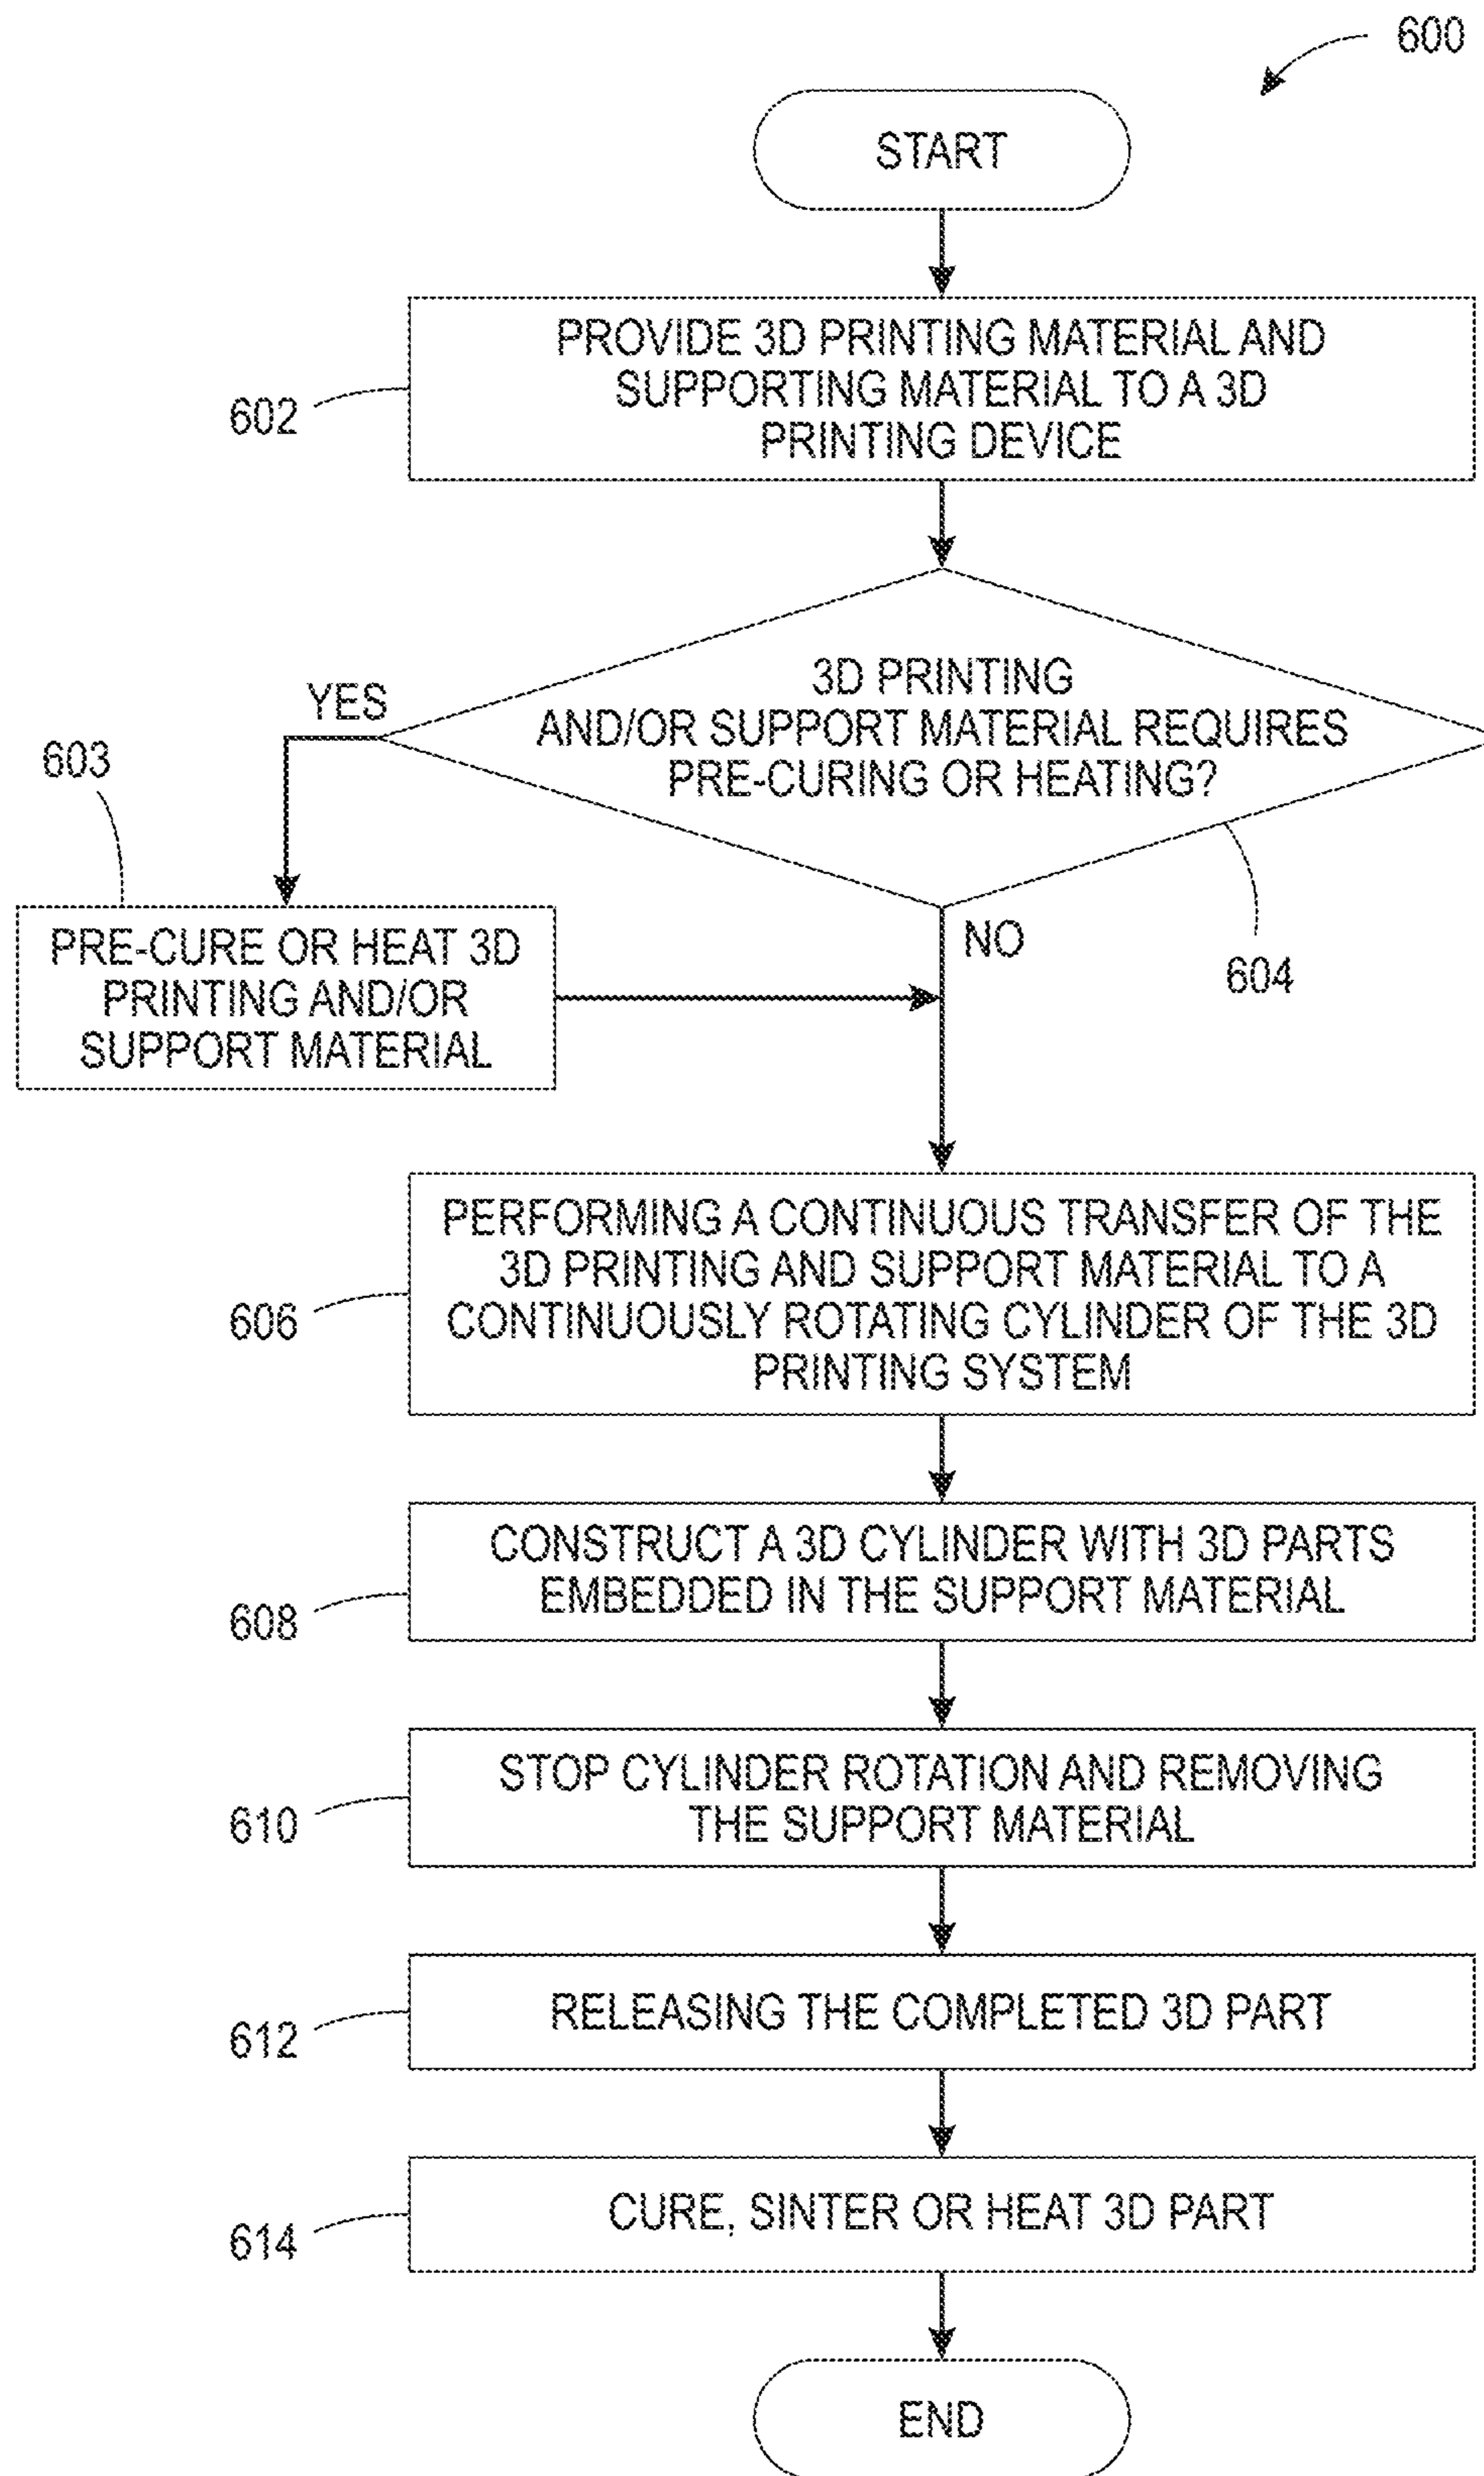 600
START
PROVIDE 3D PRINTING MATERIAL AND
SUPPORTING MATERIAL TO A 3D
PRINTING DEVICE
602
3D PRINTING
AND/OR SUPPORT MATERIAL REQUIRES
PRE-CURING OR HEATING?
YES
603
604
NO
PRE-CURE OR HEAT 3D
PRINTING AND/OR
SUPPORT MATERIAL
PERFORMING A CONTINUOUS TRANSFER OF THE
3D PRINTING AND SUPPORT MATERIAL TO A
CONTINUOUSLY ROTATING CYLINDER OF THE 3D
PRINTING SYSTEM
606
CONSTRUCT A 3D CYLINDER WITH 3D PARTS
EMBEDDED IN THE SUPPORT MATERIAL
608
STOP CYLINDER ROTATION AND REMOVING
THE SUPPORT MATERIAL
610
RELEASING THE COMPLETED 3D PART
612
CURE, SINTER OR HEAT 3D PART
614
END